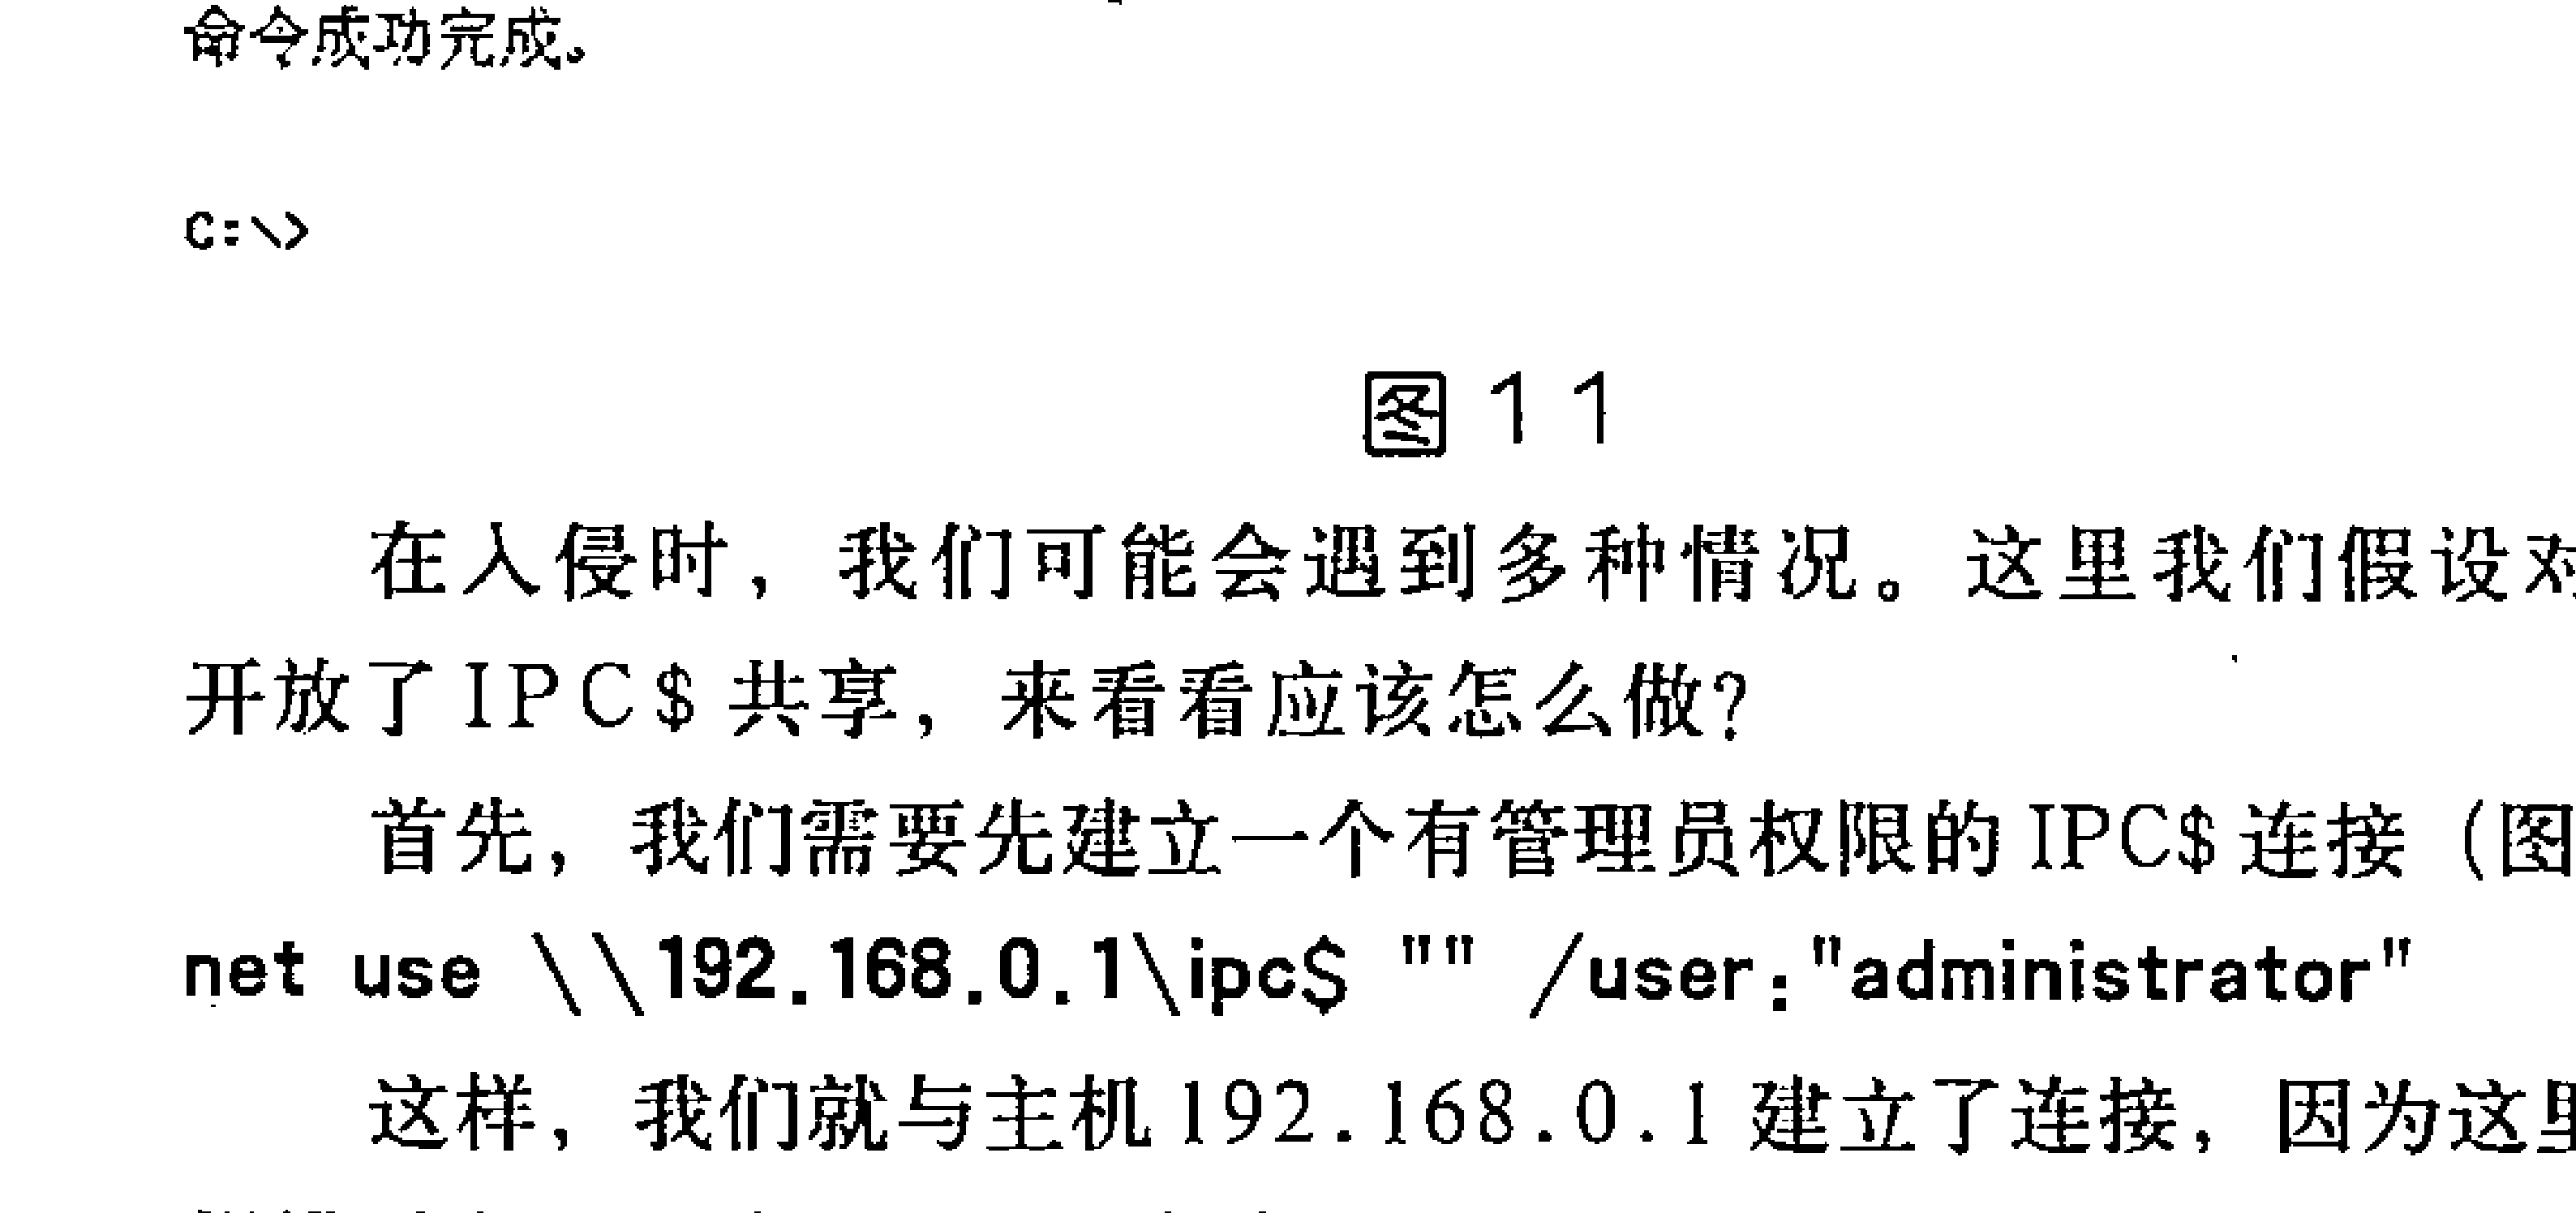 命令成功完成。
C:\>
图11
在入侵时，我们可能会遇到多种情况。这里我们假设对
开放了IPC$共享，来看看应该怎么做？
首先，我们需要先建立一个有管理员权限的IPC$连接（图
net use \\192.168.0.1\ipc$ "" /user:"administrator"
这样，我们就与主机192.168.0.1建立了连接，因为这里